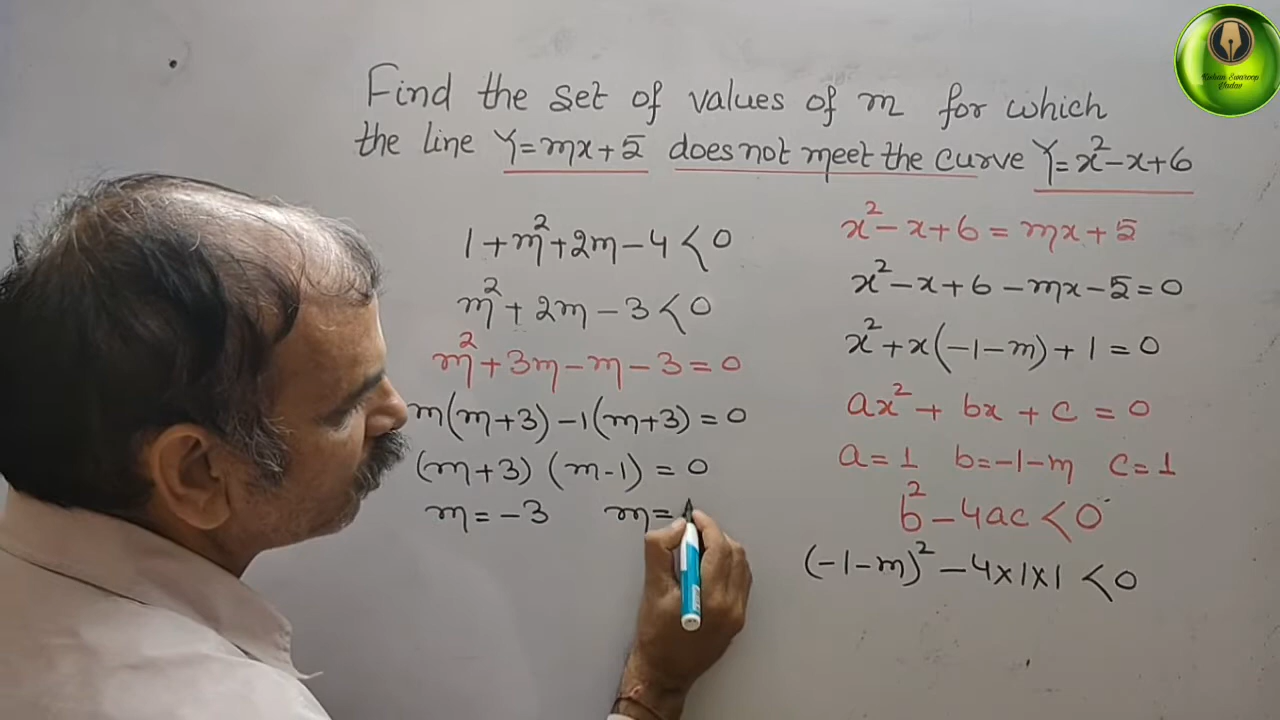 Find the set of values of m for which
the line Y=mx+5 does not meet the curve Y=x²-x+6
x²-x+6=mx+5
x²-x+6-mx-5=0
x²+x(-1-m)+1=0
ax²+bx+c=0
a=1 b=-1-m c=1
b²-4ac<0
(-1-m)²-4×1×1<0
1+m²+2m-4<0
m²+2m-3<0
m²+3m-m-3=0
m(m+3)-1(m+3)=0
(m+3)(m-1)=0
m=-3 m=
Yadav